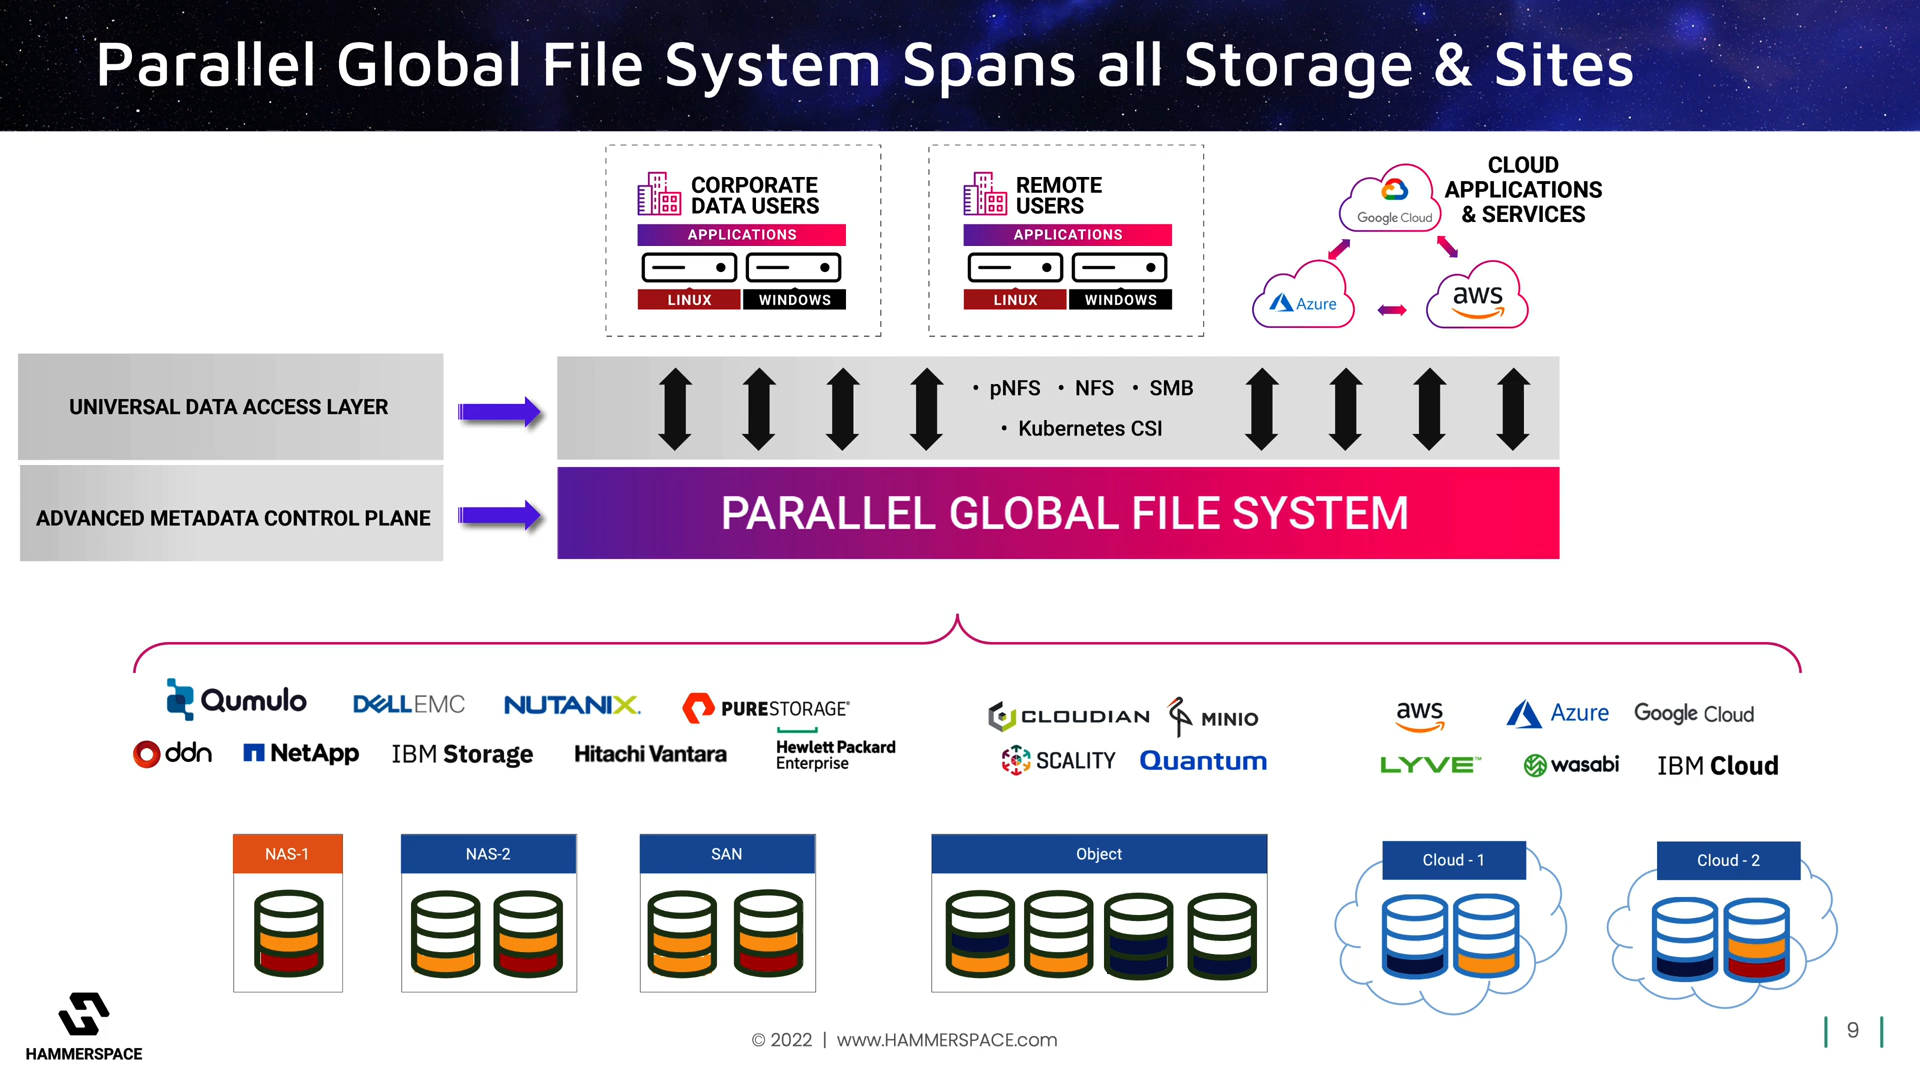 Parallel Global File System Spans all Storage & Sites
CORPORATE
DATA USERS
APPLICATIONS
LINUX
WINDOWS
REMOTE
USERS
APPLICATIONS
LINUX
WINDOWS
CLOUD
APPLICATIONS
& SERVICES
Google Cloud
Azure
aws
UNIVERSAL DATA ACCESS LAYER
• pNFS • NFS • SMB
• Kubernetes CSI
ADVANCED METADATA CONTROL PLANE
PARALLEL GLOBAL FILE SYSTEM
Qumulo
DELLEMC
NUTANIX.
PURESTORAGE®
ddn
NetApp
IBM Storage
Hitachi Vantara
Hewlett Packard
Enterprise
CLOUDIAN
MINIO
SCALITY
Quantum
aws
Azure
Google Cloud
LYVE™
wasabi
IBM Cloud
NAS-1
NAS-2
SAN
Object
Cloud - 1
Cloud - 2
HAMMERSPACE
© 2022 | www.HAMMERSPACE.com
9